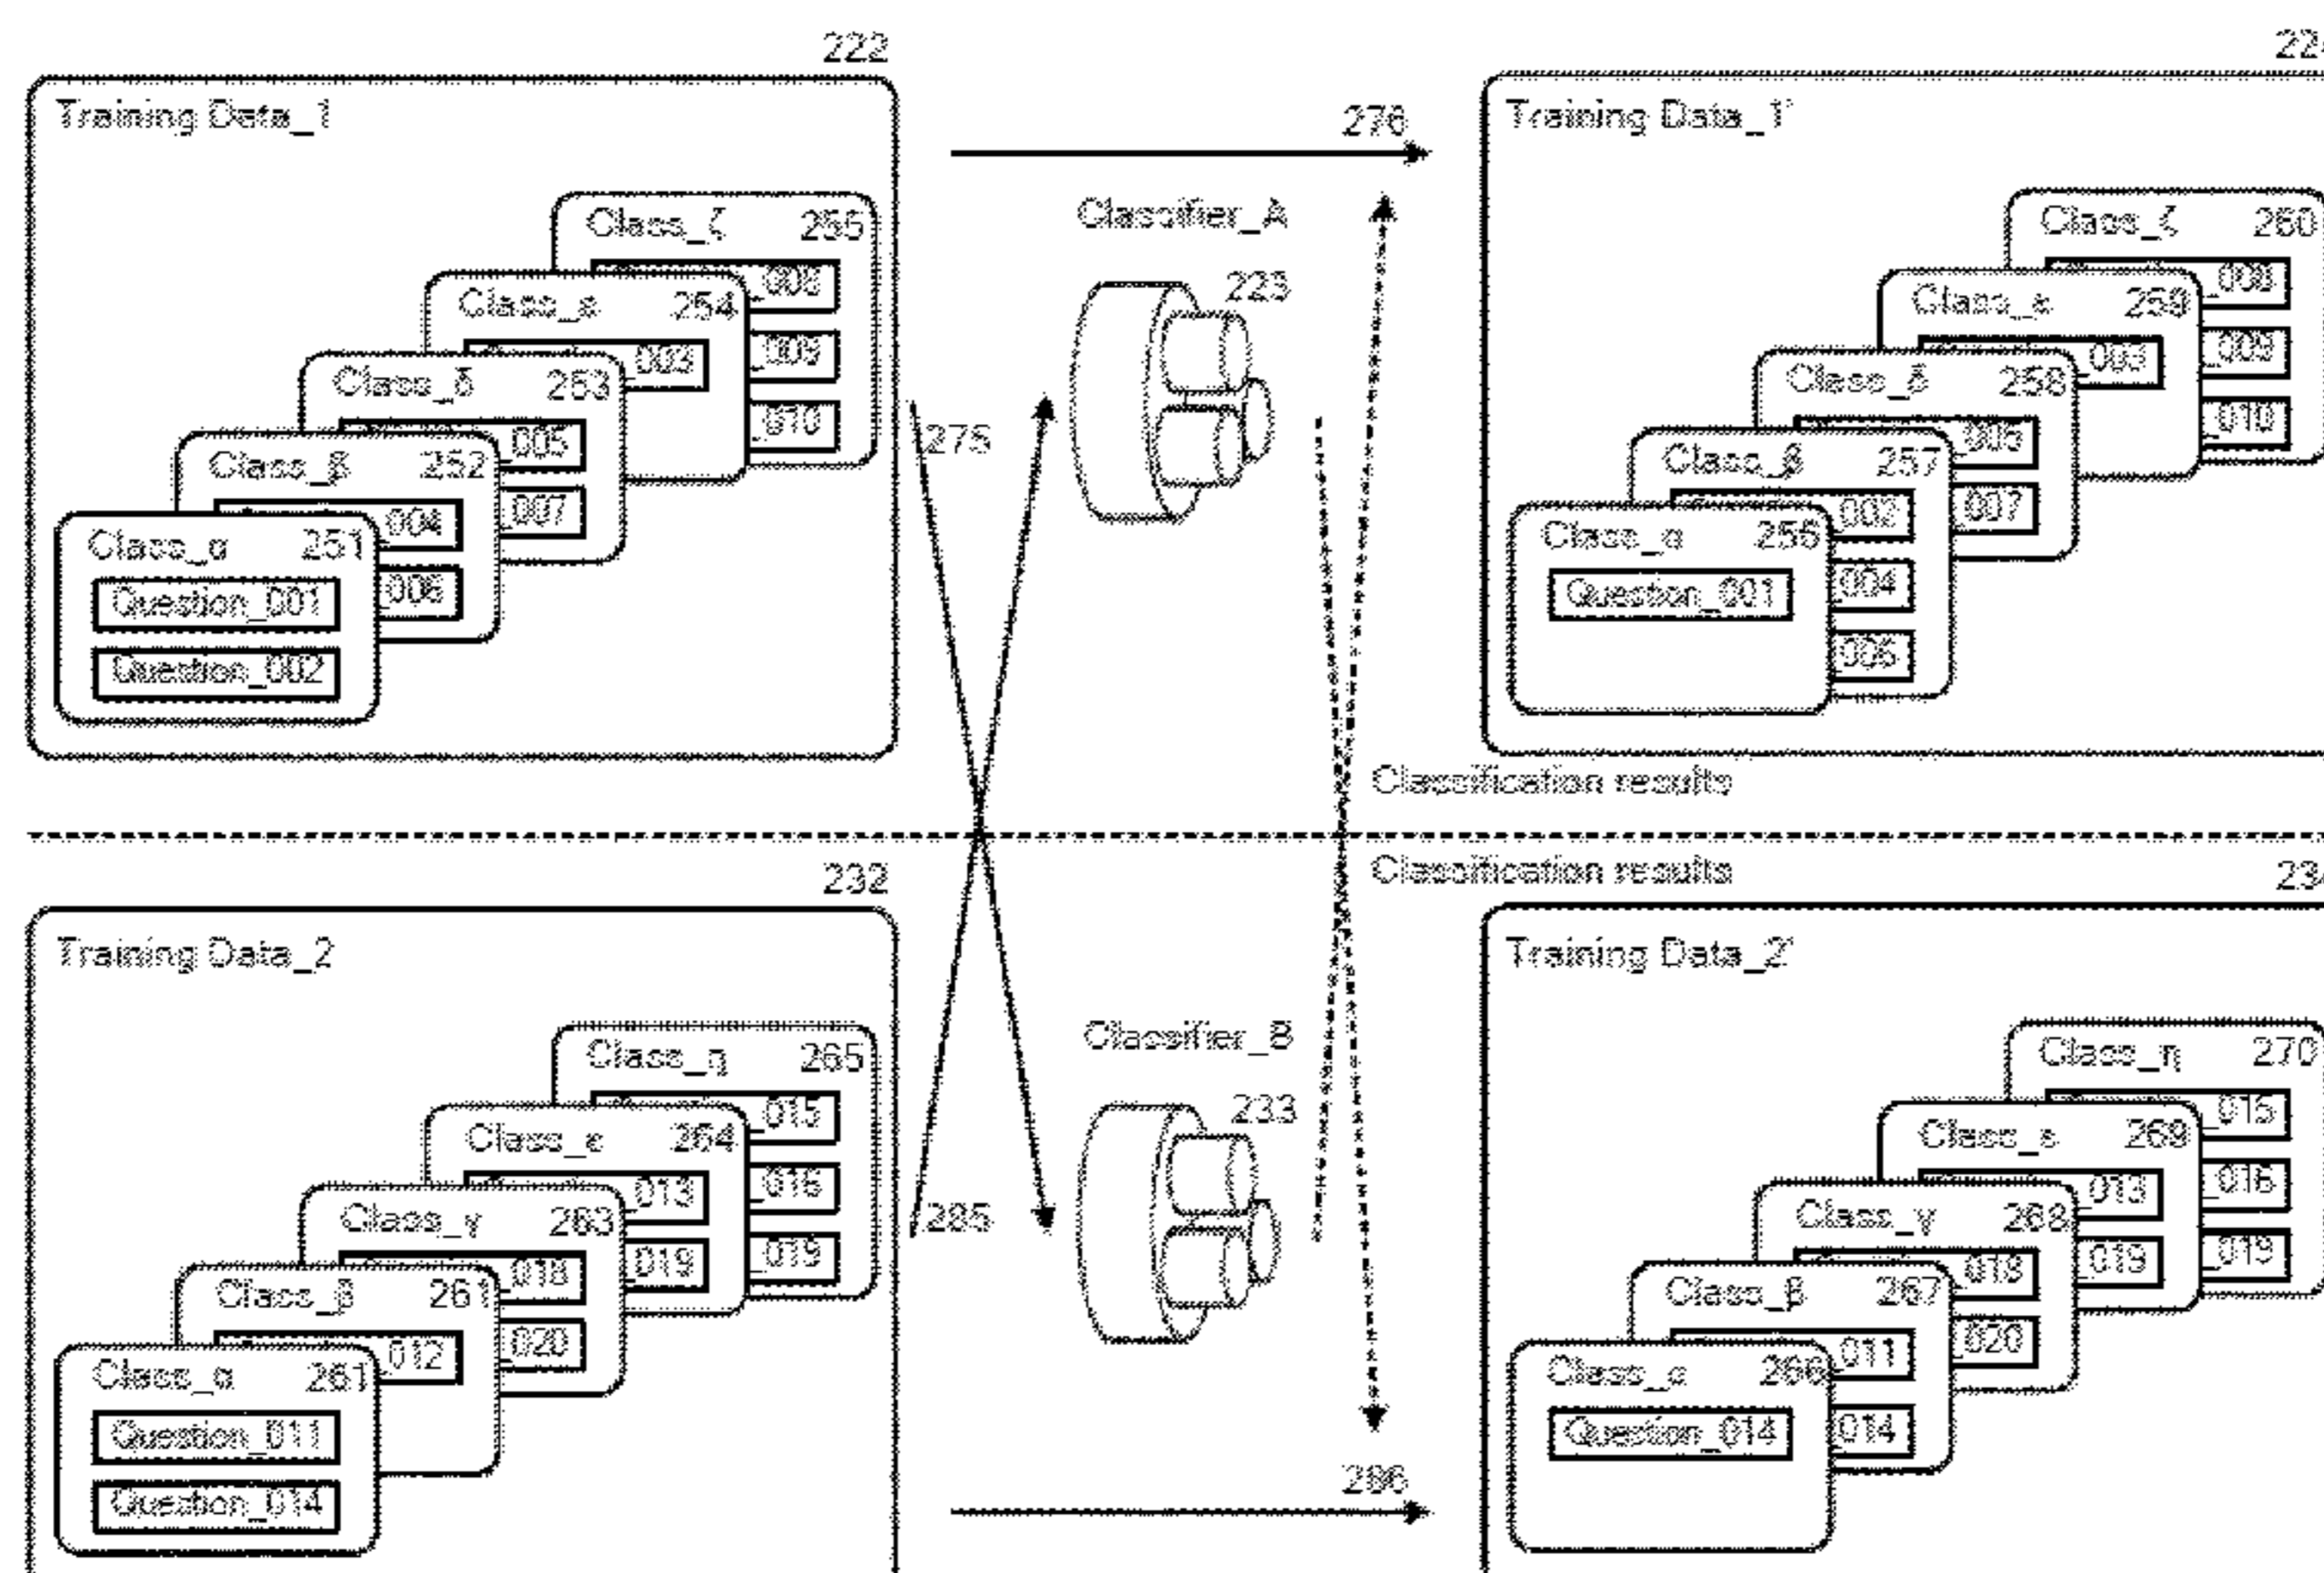 222
Training Data_1
Class_ζ 255
_008
_009
_010
Class_ε 254
_003
Class_δ 253
_005
_007
Class_β 252
_004
_006
Class_α 251
Question_001
Question_002
276
Classifier_A
223
275
Training Data_1'
Class_ζ 260
_008
_009
_010
Class_ε 259
_003
Class_δ 258
_005
_007
Class_β 257
_002
_004
_006
Class_α 256
Question_001
Classification results
Classification results
232
Training Data_2
Class_η 265
_015
_016
_019
Class_ε 264
_013
_019
Class_γ 263
_018
_020
Class_β 261
_012
Class_α 261
Question_011
Question_014
285
Classifier_B
233
286
Training Data_2'
Class_η 270
_015
_016
_019
Class_ε 269
_013
_019
Class_γ 268
_018
_020
Class_β 267
_011
_014
Class_α 266
Question_014